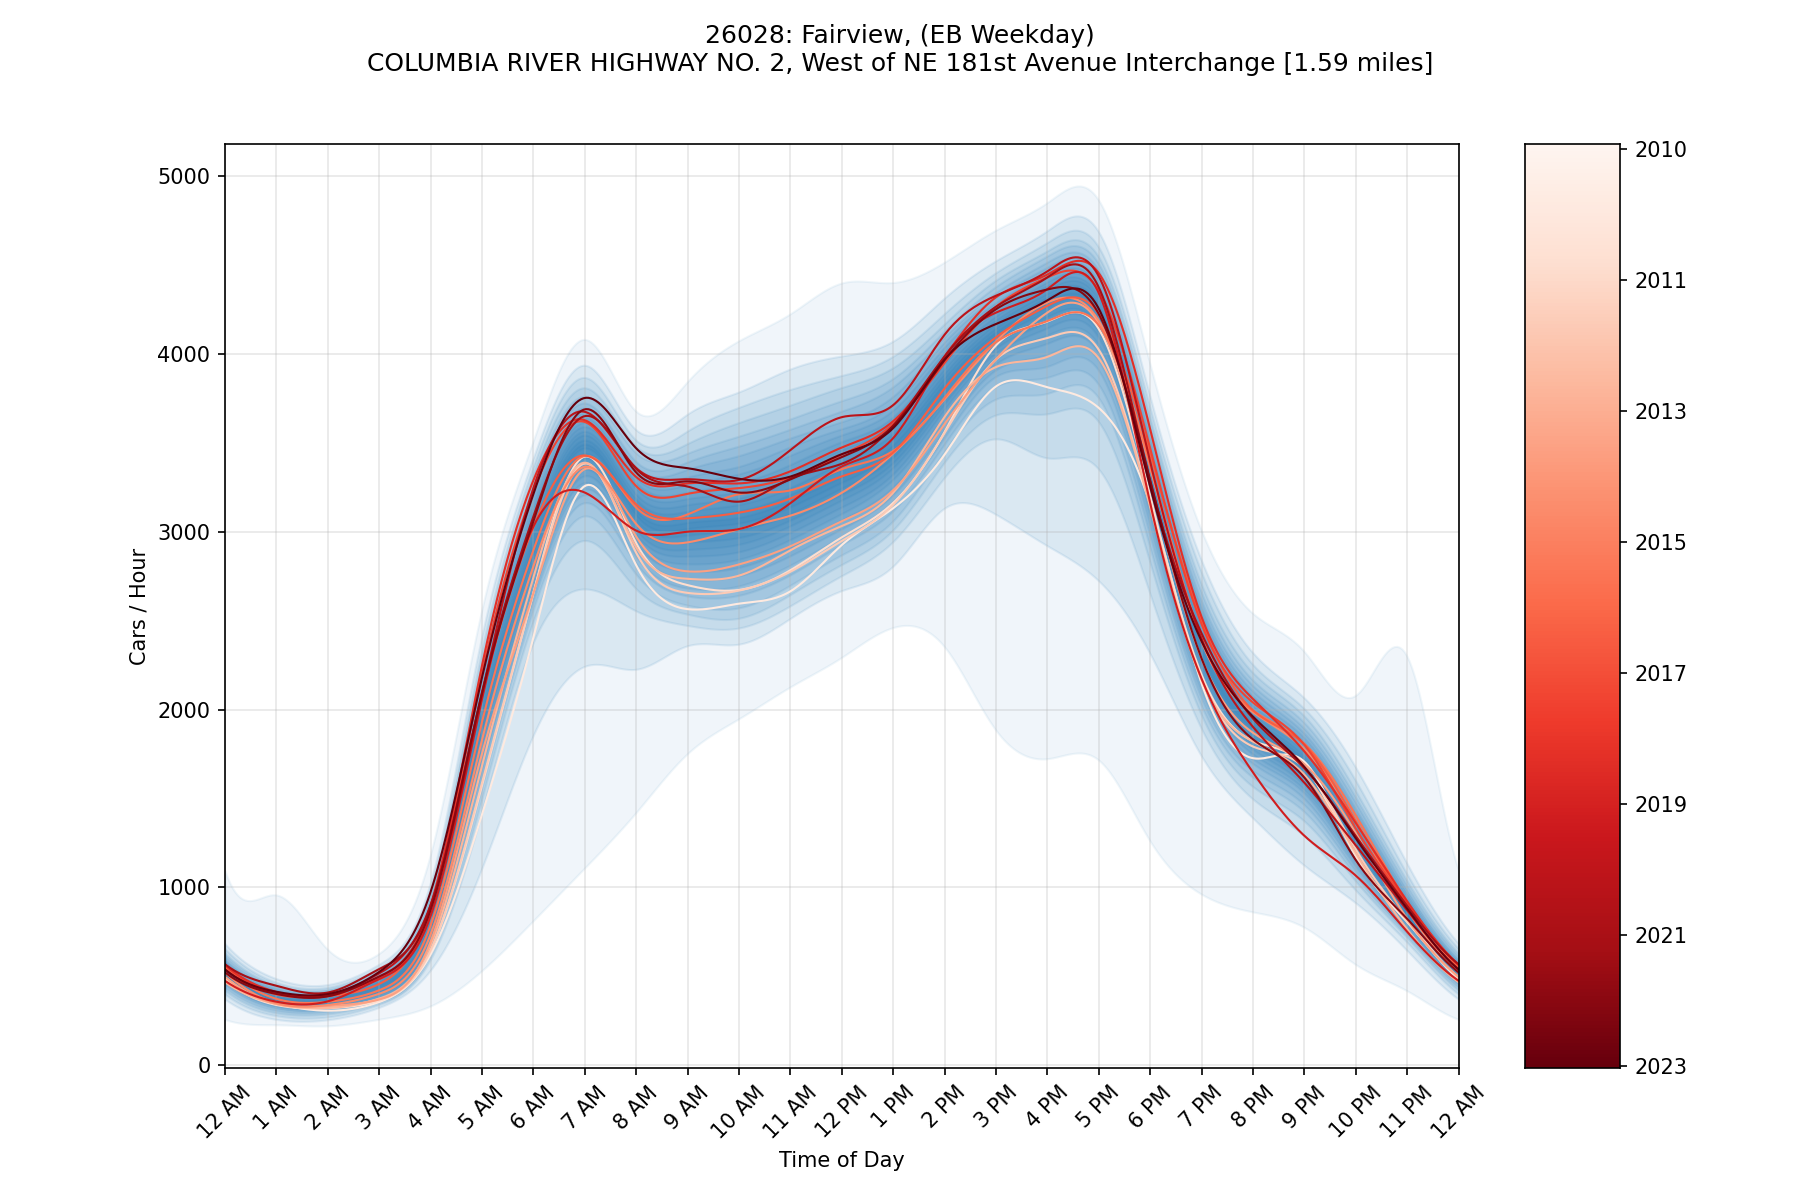 26028: Fairview, (EB Weekday)
COLUMBIA RIVER HIGHWAY NO. 2, West of NE 181st Avenue Interchange [1.59 miles]
5000
4000
3000
2000
1000
0
Cars / Hour
12 AM
1 AM
2 AM
3 AM
4 AM
5 AM
6 AM
7 AM
8 AM
9 AM
10 AM
11 AM
12 PM
1 PM
2 PM
3 PM
4 PM
5 PM
6 PM
7 PM
8 PM
9 PM
10 PM
11 PM
12 AM
Time of Day
2010
2011
2013
2015
2017
2019
2021
2023